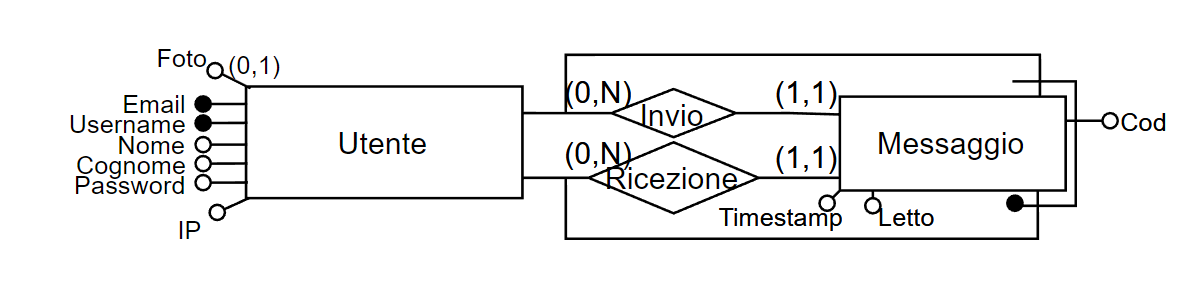 Foto
(0,1)
Email
Username
Nome
Cognome
Password
IP
Utente
(0,N)
Invio
(1,1)
(0,N)
Ricezione
(1,1)
Messaggio
Cod
Timestamp
Letto